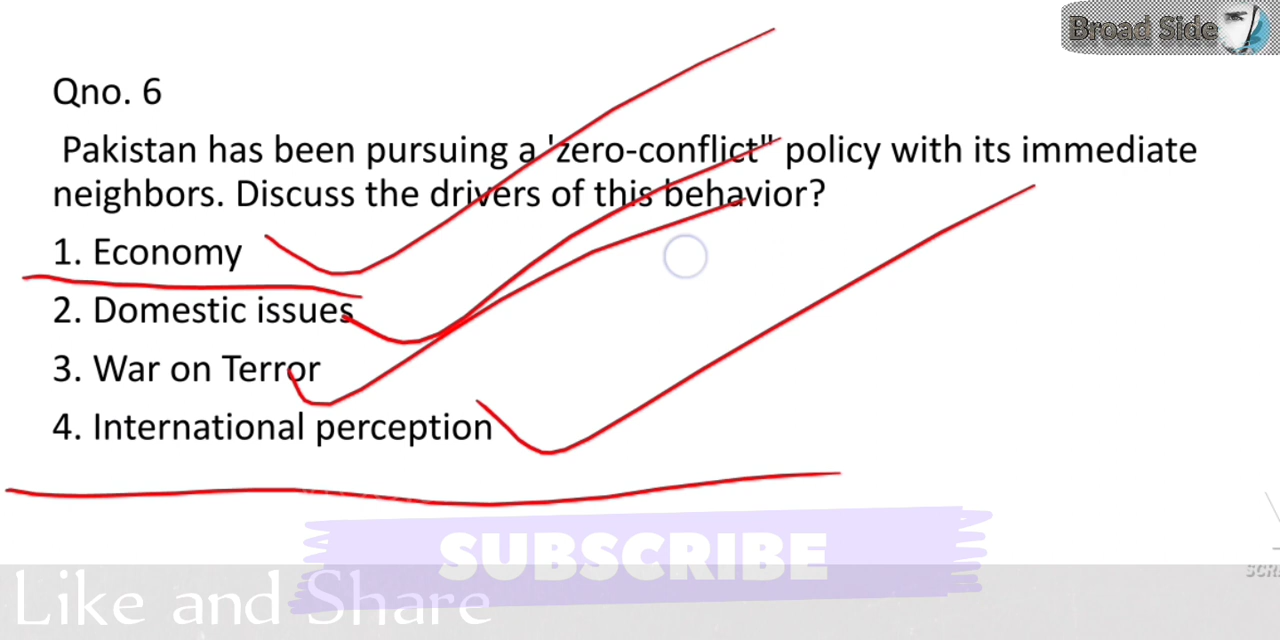 Broad Side
Qno. 6
Pakistan has been pursuing a 'zero-conflict" policy with its immediate
neighbors. Discuss the drivers of this behavior?
1. Economy
2. Domestic issues
3. War on Terror
4. International perception
SUBSCRIBE
Like and Share